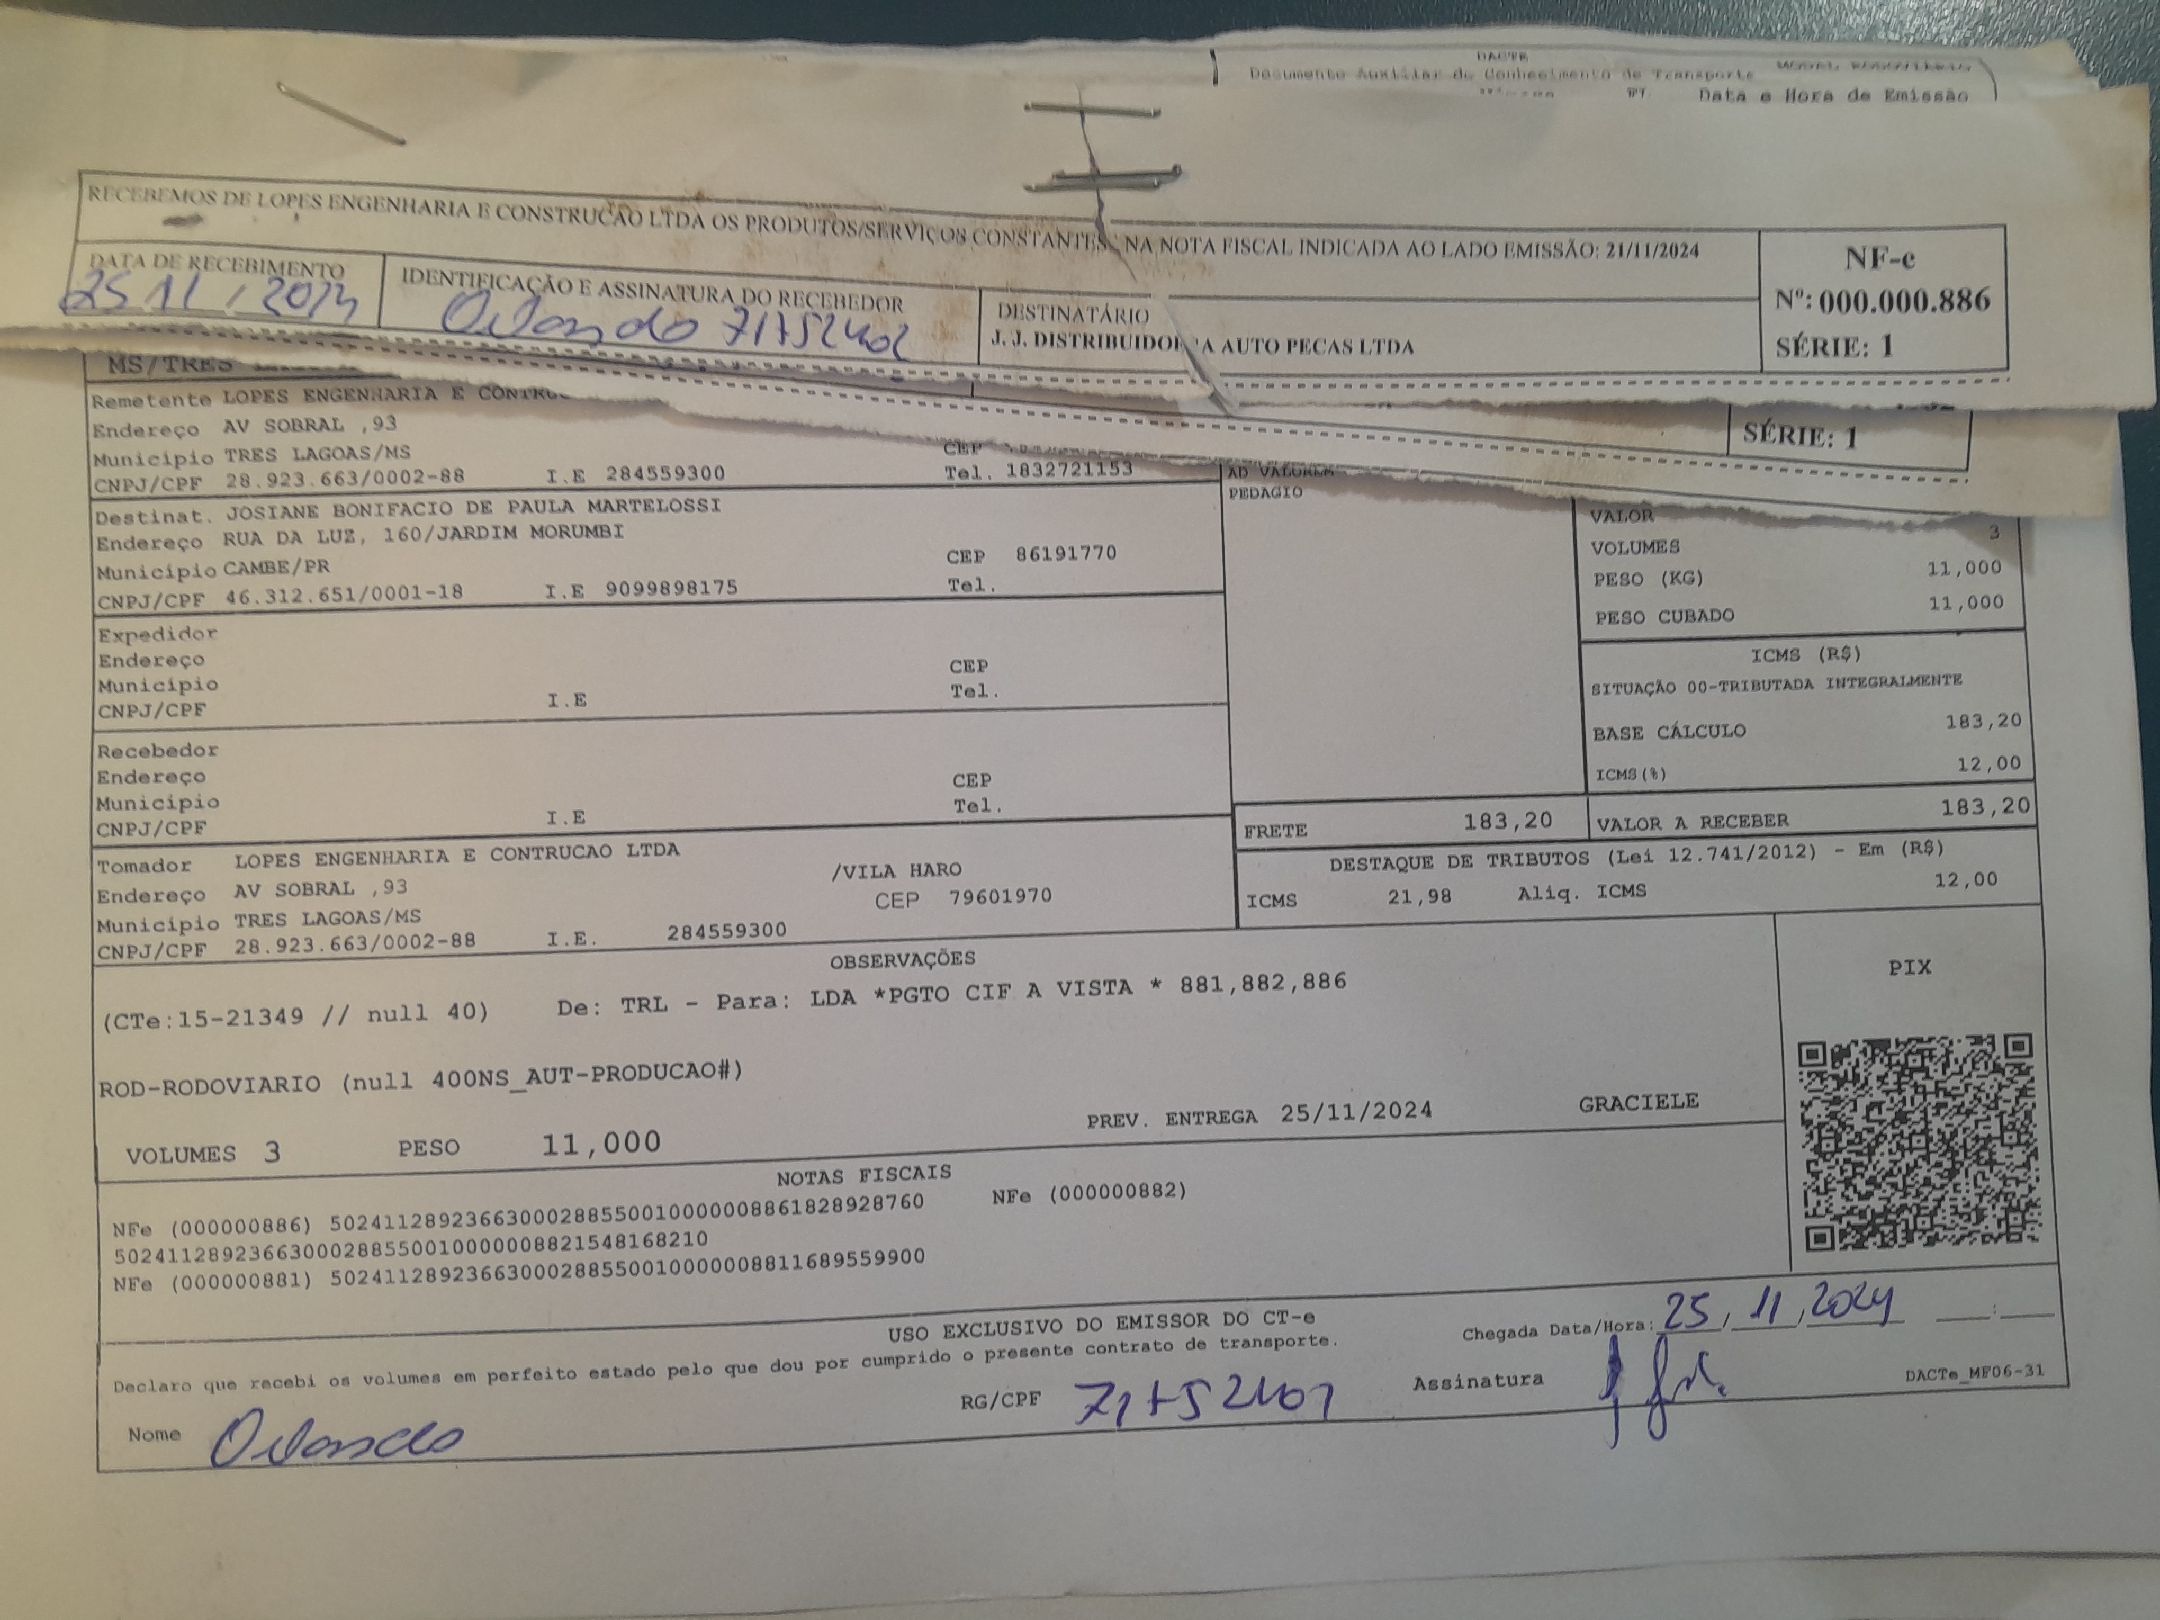 DACTE
Documento Auxiliar do Conhecimento de Transporte
Data e Hora de Emissão
RECEBEMOS DE LOPES ENGENHARIA E CONSTRUCAO LTDA OS PRODUTOS/SERVIÇOS CONSTANTES NA NOTA FISCAL INDICADA AO LADO EMISSÃO: 21/11/2024
NF-e
Nº: 000.000.886
SÉRIE: 1
DATA DE RECEBIMENTO
25 11 / 2024
IDENTIFICAÇÃO E ASSINATURA DO RECEBEDOR
Orlando
DESTINATÁRIO
J. J. DISTRIBUIDOR A AUTO PECAS LTDA
SÉRIE: 1
MS/TRES
Remetente LOPES ENGENHARIA E
Endereço AV SOBRAL ,93
Município TRES LAGOAS/MS CEP
CNPJ/CPF 28.923.663/0002-88 I.E 284559300 Tel. 1832721153
AD VALOREM
PEDAGIO
Destinat. JOSIANE BONIFACIO DE PAULA MARTELOSSI
Endereço RUA DA LUZ, 160/JARDIM MORUMBI
Município CAMBE/PR CEP 86191770
CNPJ/CPF 46.312.651/0001-18 I.E 9099898175 Tel.
VALOR
VOLUMES 3
PESO (KG) 11,000
PESO CUBADO 11,000
Expedidor
Endereço
Município CEP
CNPJ/CPF I.E Tel.
ICMS (R$)
SITUAÇÃO 00-TRIBUTADA INTEGRALMENTE
BASE CÁLCULO 183,20
ICMS(%) 12,00
Recebedor
Endereço
Município CEP
CNPJ/CPF I.E Tel.
FRETE 183,20 VALOR A RECEBER 183,20
Tomador LOPES ENGENHARIA E CONTRUCAO LTDA
Endereço AV SOBRAL ,93 /VILA HARO
Município TRES LAGOAS/MS CEP 79601970
CNPJ/CPF 28.923.663/0002-88 I.E. 284559300
DESTAQUE DE TRIBUTOS (Lei 12.741/2012) - Em (R$)
ICMS 21,98 Aliq. ICMS 12,00
OBSERVAÇÕES
(CTe:15-21349 // null 40) De: TRL - Para: LDA *PGTO CIF A VISTA * 881,882,886
PIX
ROD-RODOVIARIO (null 400NS_AUT-PRODUCAO#)
PREV. ENTREGA 25/11/2024 GRACIELE
VOLUMES 3 PESO 11,000
NOTAS FISCAIS
NFe (000000886) 50241128923663000288550010000008861828928760 NFe (000000882)
50241128923663000288550010000008821548168210
NFe (000000881) 50241128923663000288550010000008811689559900
USO EXCLUSIVO DO EMISSOR DO CT-e
Declaro que recebi os volumes em perfeito estado pelo que dou por cumprido o presente contrato de transporte.
Chegada Data/Hora: 25 / 11 / 2024 :
Nome Orlando RG/CPF Assinatura
DACTe_MF06-31